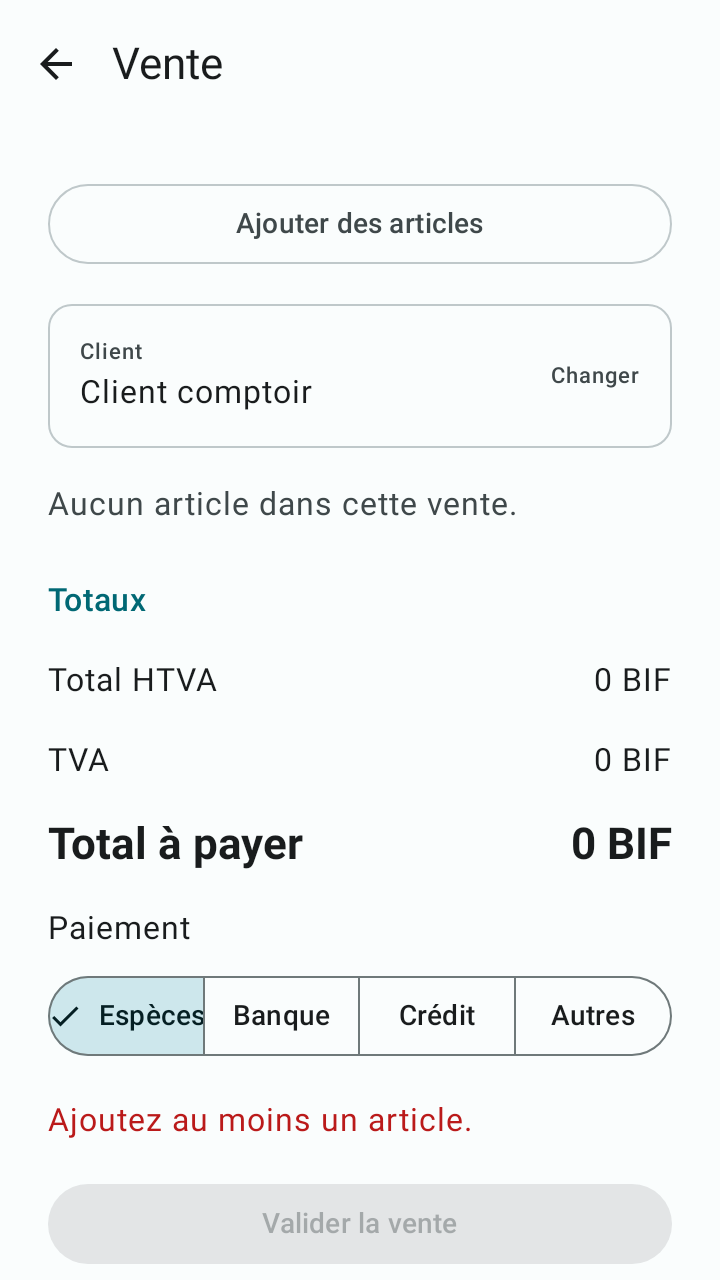 Vente
Ajouter des articles
Client
Client comptoir
Changer
Aucun article dans cette vente.
Totaux
Total HTVA 0 BIF
TVA 0 BIF
Total à payer 0 BIF
Paiement
Espèces Banque Crédit Autres
Ajoutez au moins un article.
Valider la vente